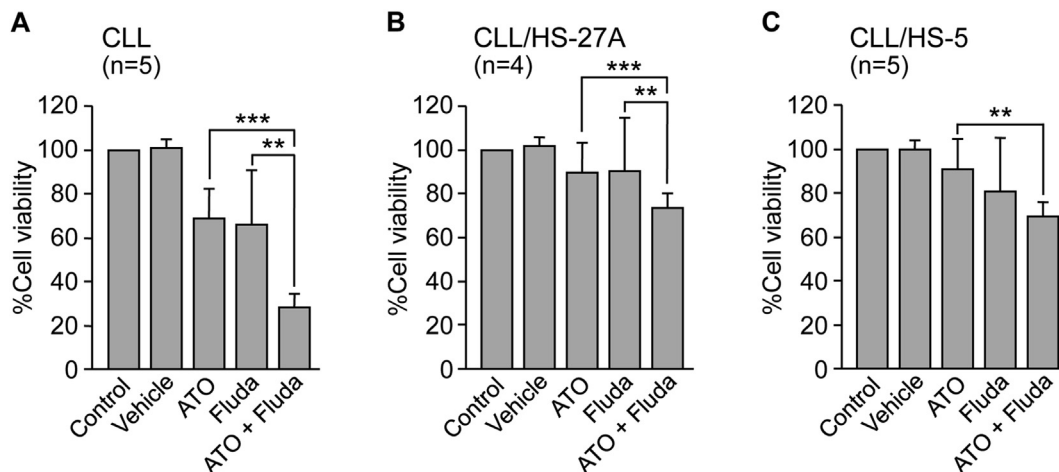 A
CLL
(n=5)
%Cell viability
120
100
80
60
40
20
0
***
**
Control
Vehicle
ATO
Fluda
ATO + Fluda
B
CLL/HS-27A
(n=4)
%Cell viability
120
100
80
60
40
20
0
***
**
Control
Vehicle
ATO
Fluda
ATO + Fluda
C
CLL/HS-5
(n=5)
%Cell viability
120
100
80
60
40
20
0
**
Control
Vehicle
ATO
Fluda
ATO + Fluda